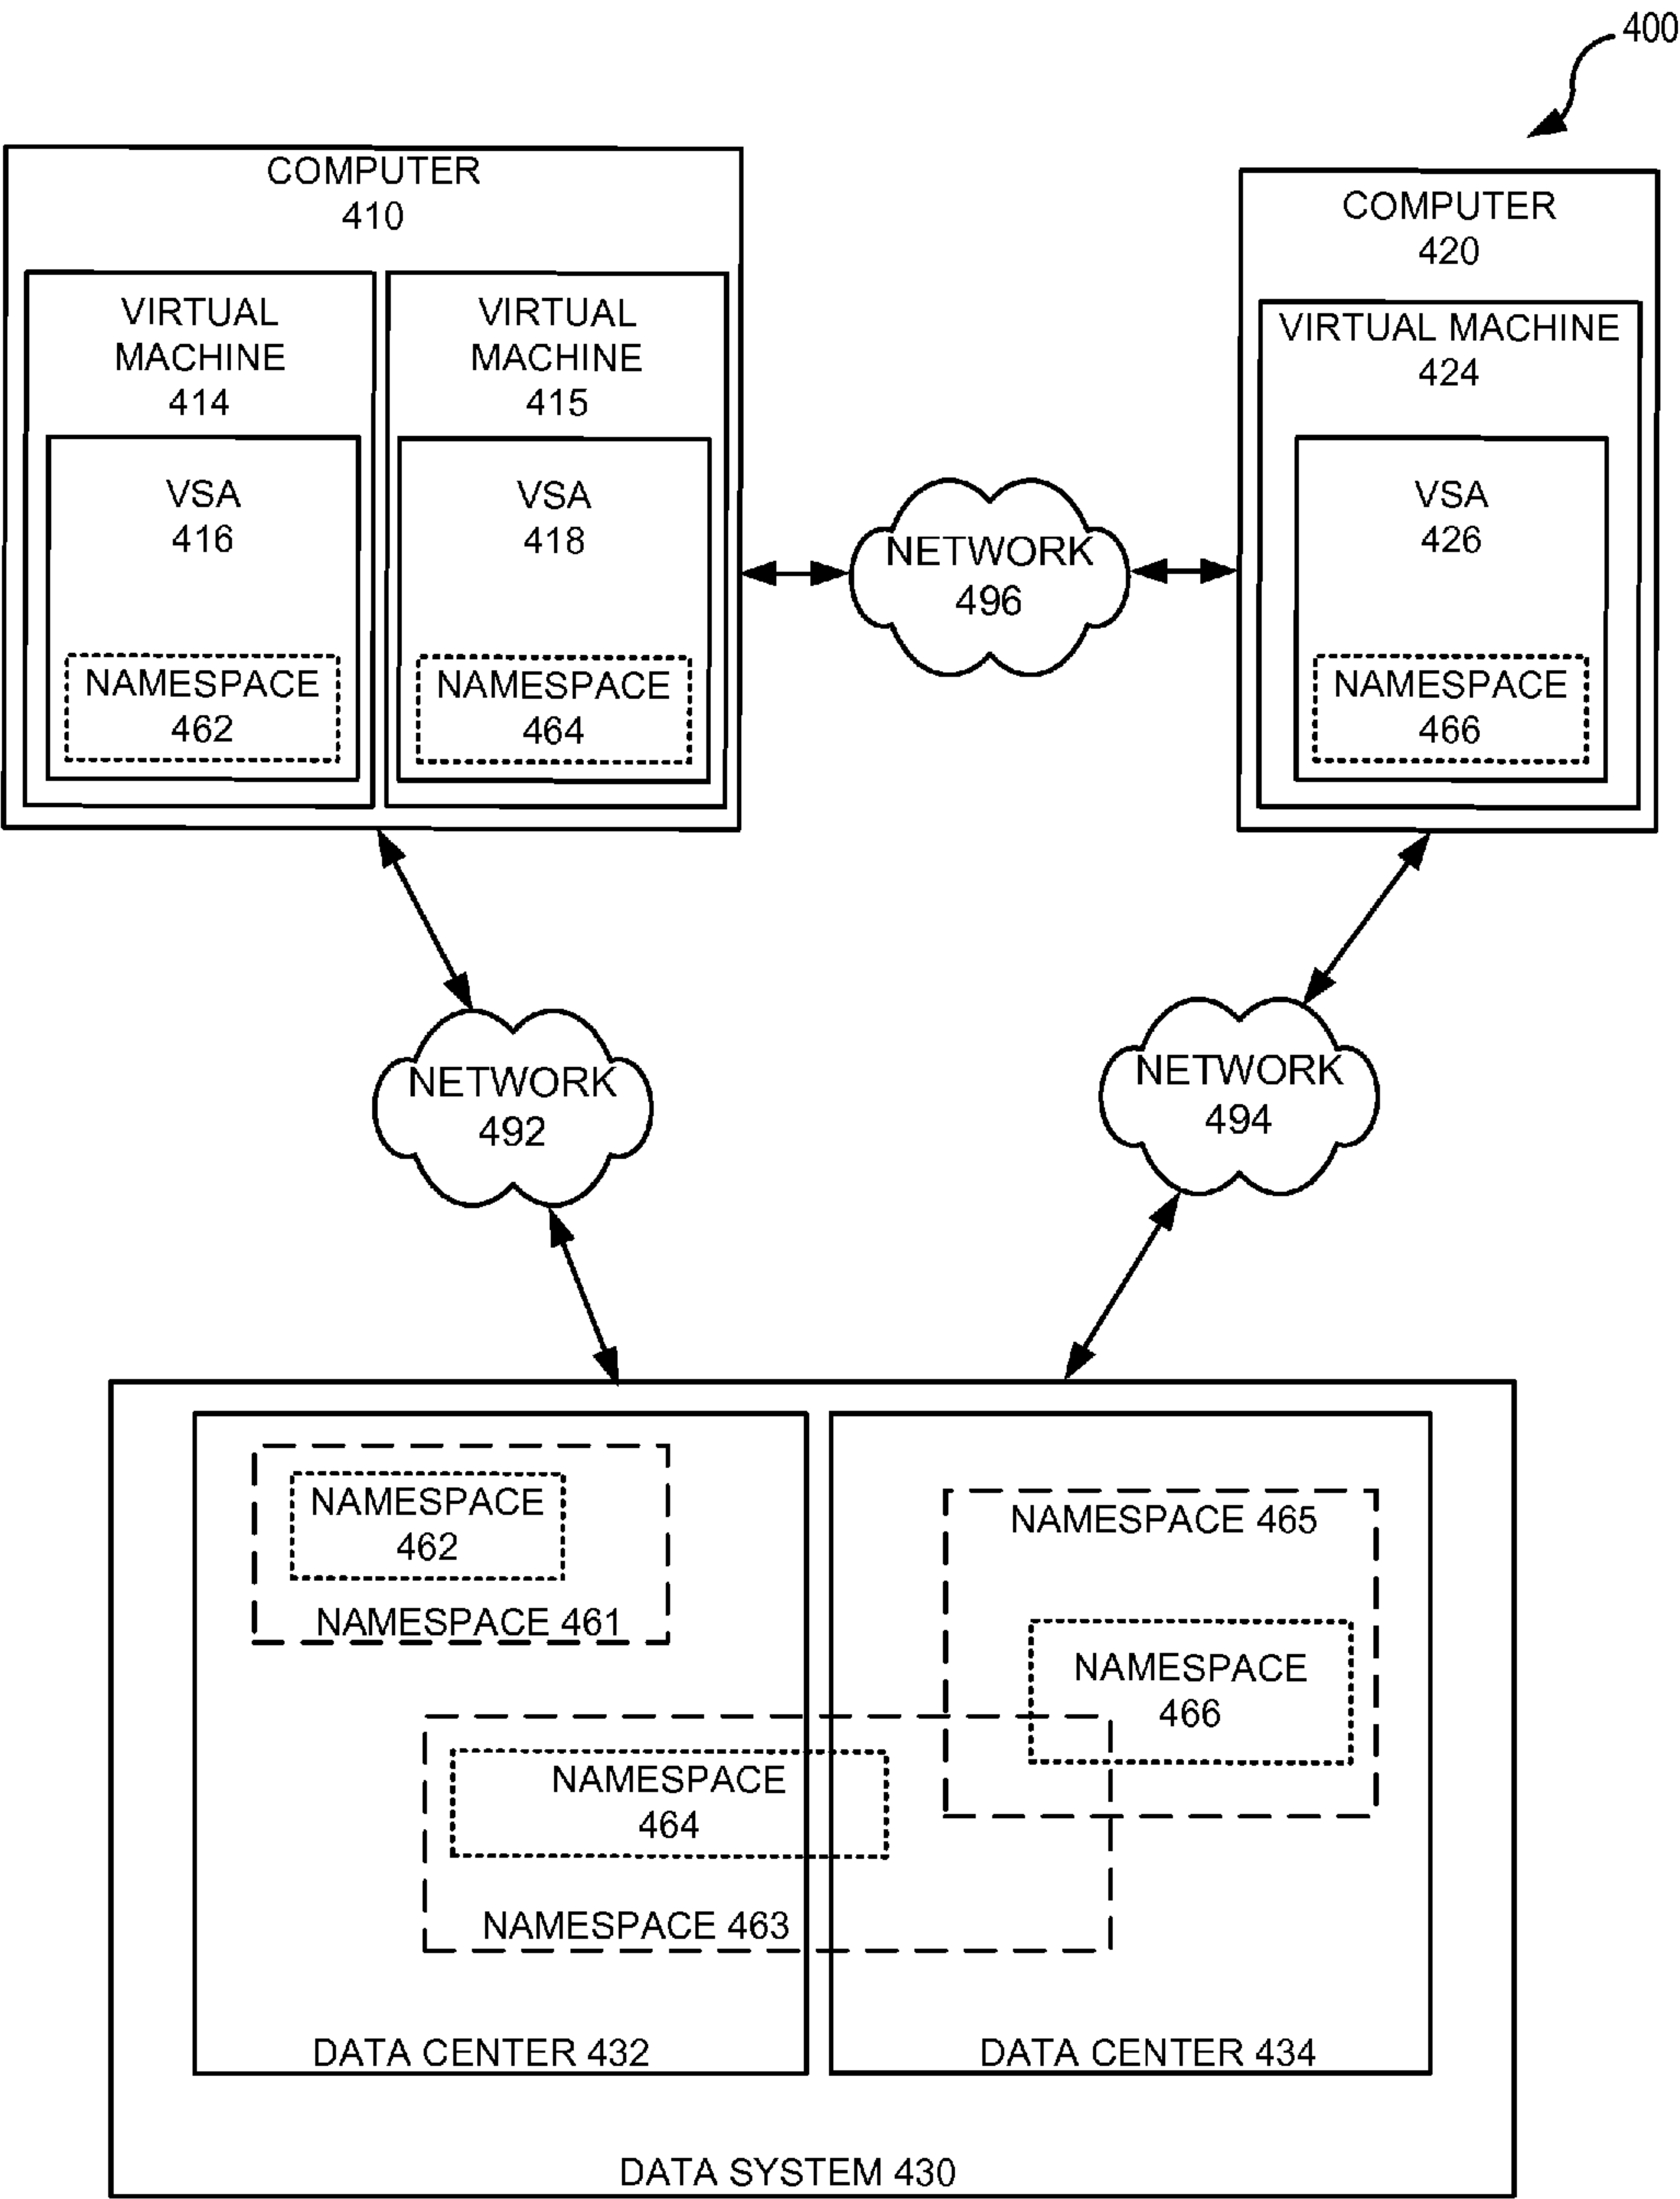 400
COMPUTER
410
VIRTUAL
MACHINE
414
VSA
416
NAMESPACE
462
VIRTUAL
MACHINE
415
VSA
418
NAMESPACE
464
NETWORK
496
COMPUTER
420
VIRTUAL MACHINE
424
VSA
426
NAMESPACE
466
NETWORK
492
NETWORK
494
NAMESPACE
462
NAMESPACE 461
NAMESPACE
464
NAMESPACE 463
DATA CENTER 432
NAMESPACE 465
NAMESPACE
466
DATA CENTER 434
DATA SYSTEM 430